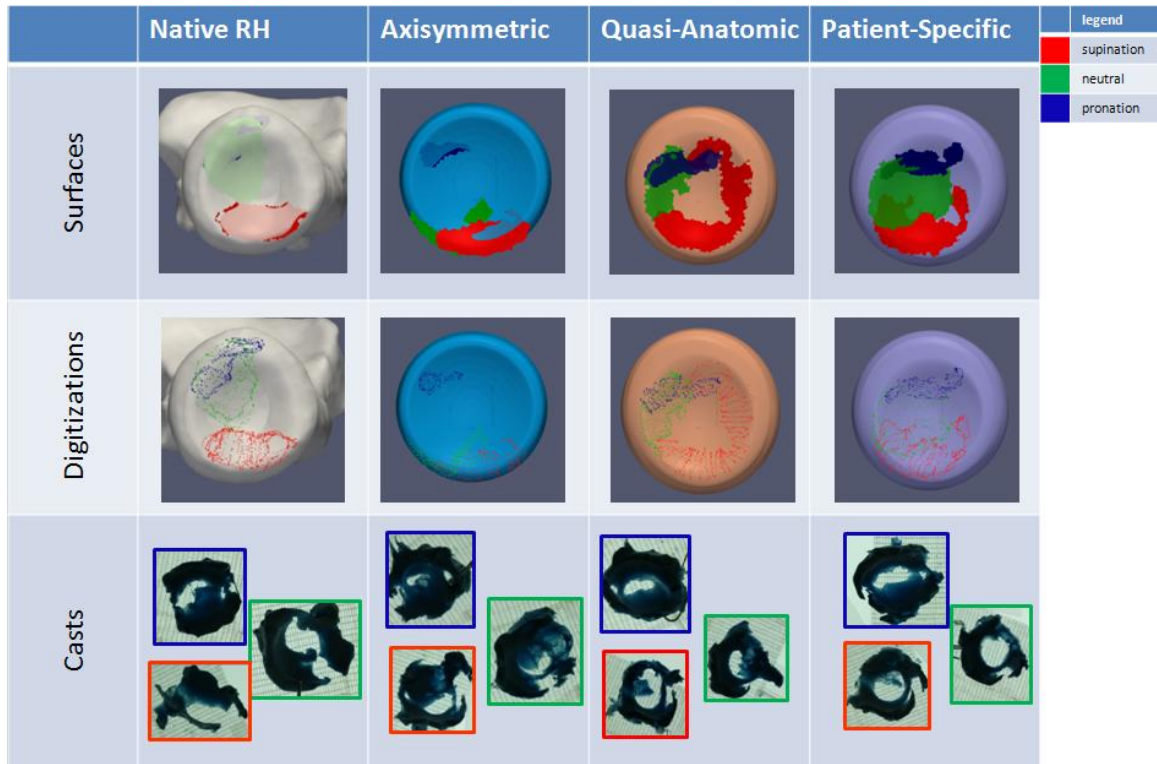 Native RH
Axisymmetric
Quasi-Anatomic
Patient-Specific
legend
supination
neutral
pronation
Surfaces
Digitizations
Casts